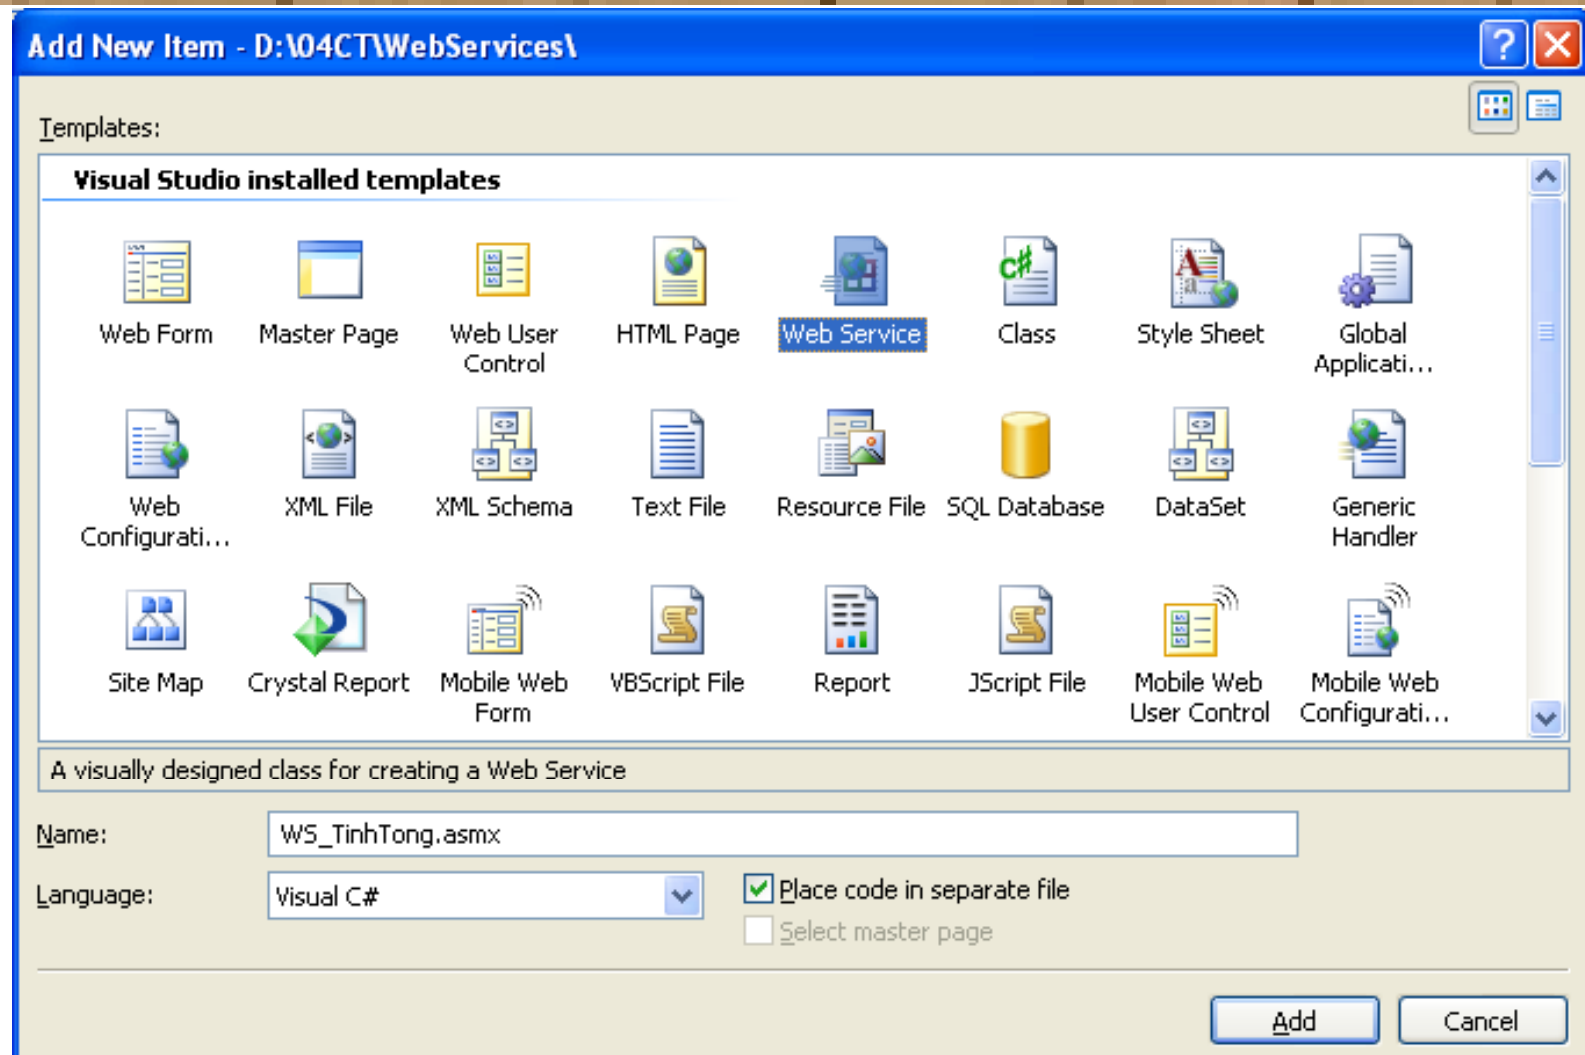 Add New Item - D:\04CT\WebServices\
Templates:
Visual Studio installed templates
Web Form
Master Page
Web User
Control
HTML Page
Web Service
Class
Style Sheet
Global
Applicati...
Web
Configurati...
XML File
XML Schema
Text File
Resource File
SQL Database
DataSet
Generic
Handler
Site Map
Crystal Report
Mobile Web
Form
VBScript File
Report
JScript File
Mobile Web
User Control
Mobile Web
Configurati...
A visually designed class for creating a Web Service
Name:
WS_TinhTong.asmx
Language:
Visual C#
Place code in separate file
Select master page
Add
Cancel